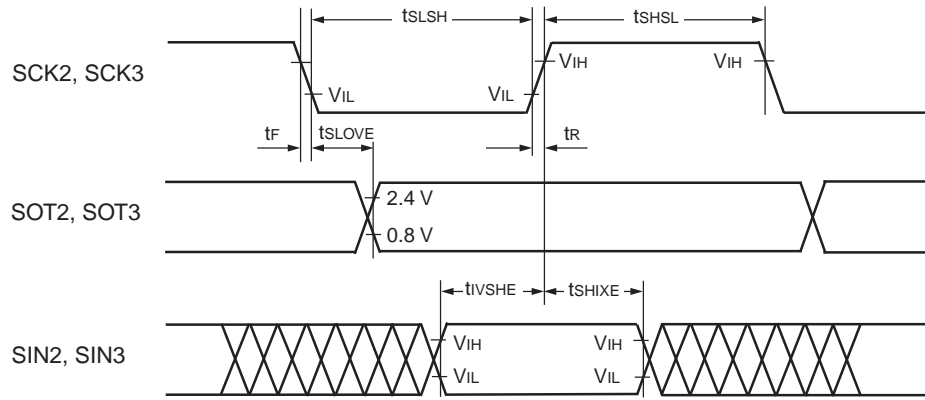 tSLSH tSHSL
SCK2, SCK3
VIH VIH
VIL VIL
tF tSLOVE tR
SOT2, SOT3
2.4 V
0.8 V
tIVSHE tSHIXE
SIN2, SIN3
VIH VIH
VIL VIL